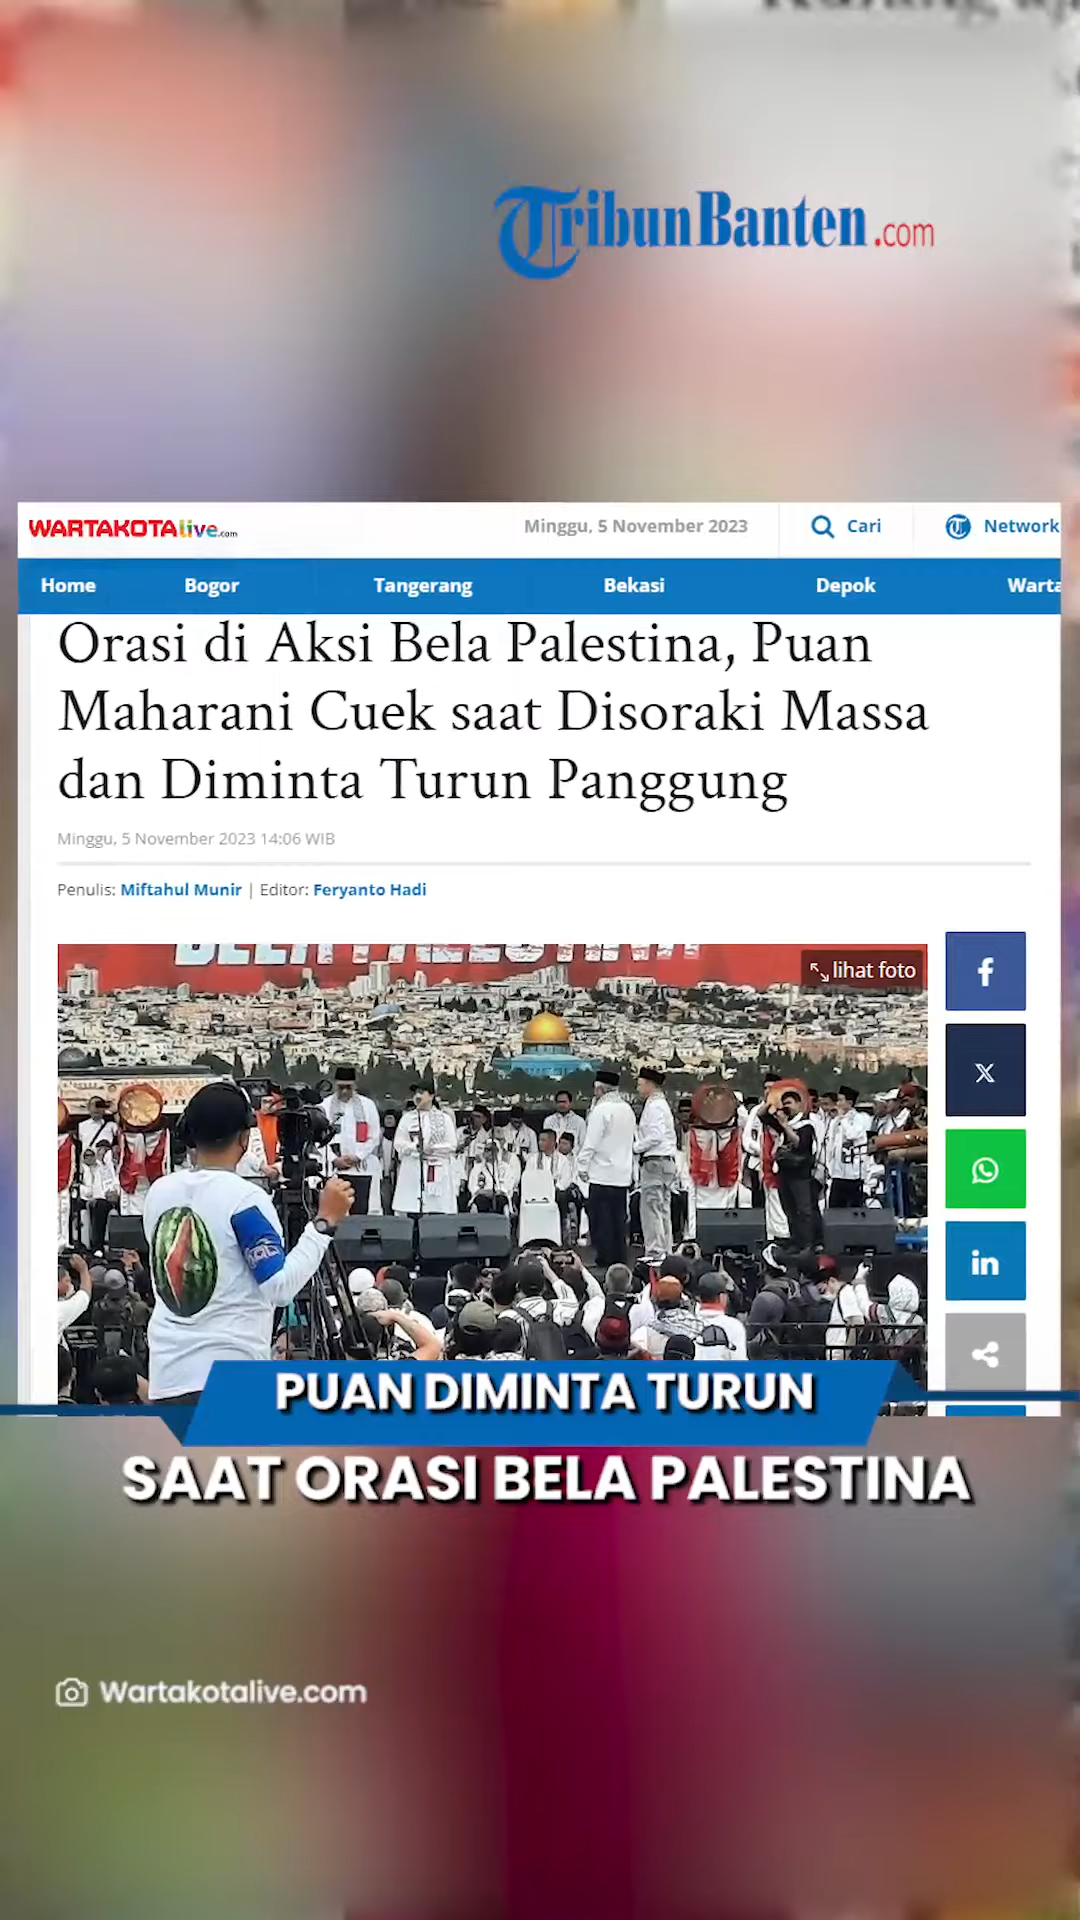 TribunBanten.com
WARTAKOTAlive.com
Minggu, 5 November 2023
Cari
Network
Home
Bogor
Tangerang
Bekasi
Depok
Orasi di Aksi Bela Palestina, Puan
Maharani Cuek saat Disoraki Massa
dan Diminta Turun Panggung
Minggu, 5 November 2023 14:06 WIB
Penulis: Miftahul Munir | Editor: Feryanto Hadi
lihat foto
PUAN DIMINTA TURUN
SAAT ORASI BELA PALESTINA
Wartakotalive.com